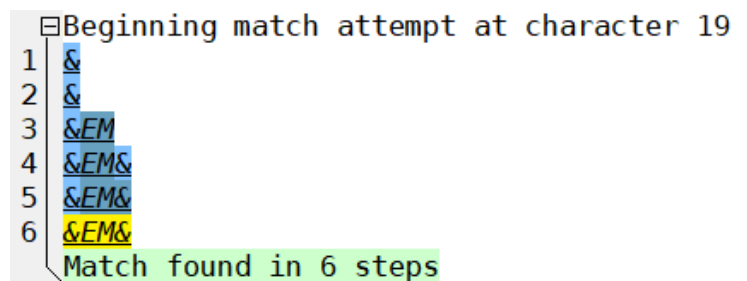 Beginning match attempt at character 19
1 &
2 &
3 &EM
4 &EM&
5 &EM&
6 &EM&
Match found in 6 steps